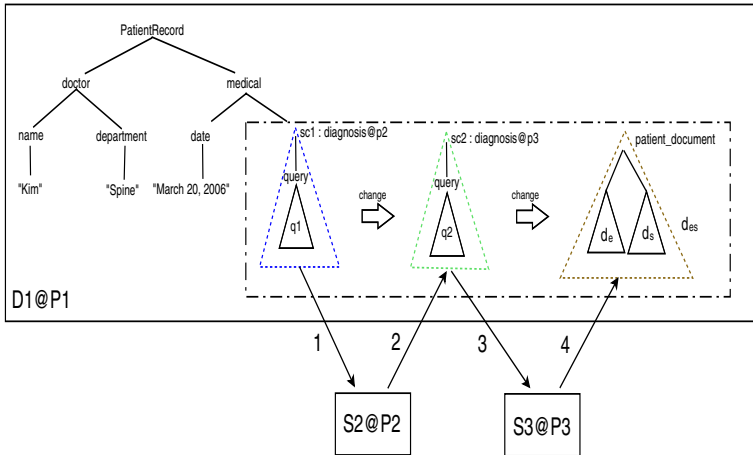 PatientRecord
doctor
medical
name
department
date
sc1 : diagnosis@p2
sc2 : diagnosis@p3
patient_document
"Kim"
"Spine"
"March 20, 2006"
query
query
change
change
q1
q2
de
ds
des
D1@P1
1
2
3
4
S2@P2
S3@P3